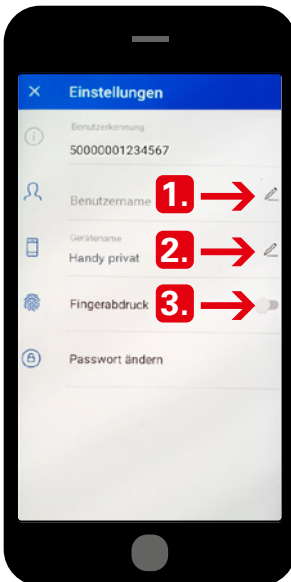 × Einstellungen
Benutzerkennung
50000001234567
Benutzername 1.
Gerätename
Handy privat 2.
Fingerabdruck 3.
Passwort ändern